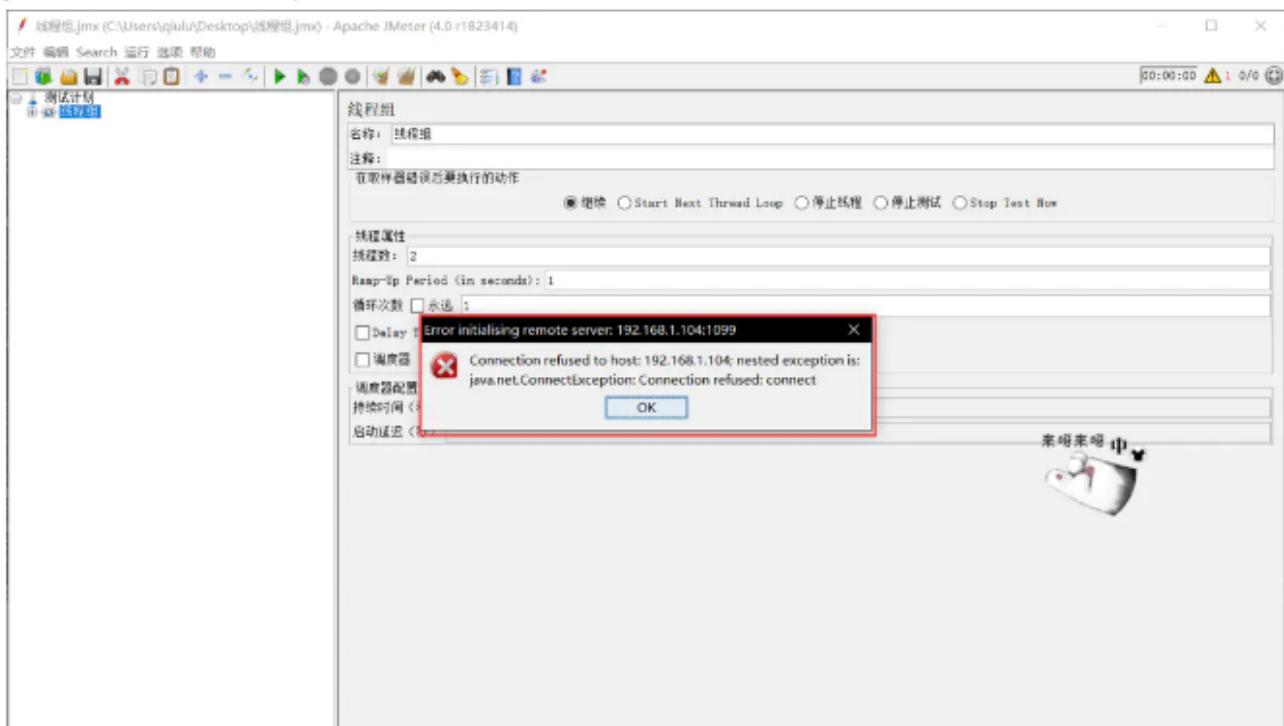 线程组.jmx (C:\Users\qiulu\Desktop\线程组.jmx) - Apache JMeter (4.0 r1823414)
文件 编辑 Search 运行 选项 帮助
00:00:00 1 0/0
测试计划
线程组
线程组
名称: 线程组
注释:
在取样器错误后要执行的动作
继续 Start Next Thread Loop 停止线程 停止测试 Stop Test Now
线程属性
线程数: 2
Ramp-Up Period (in seconds): 1
循环次数 永远 1
Delay T
调度器
调度器配置
持续时间 (
启动延迟 (
Error initialising remote server: 192.168.1.104:1099
Connection refused to host: 192.168.1.104; nested exception is:
java.net.ConnectException: Connection refused: connect
OK
来呀来呀 中